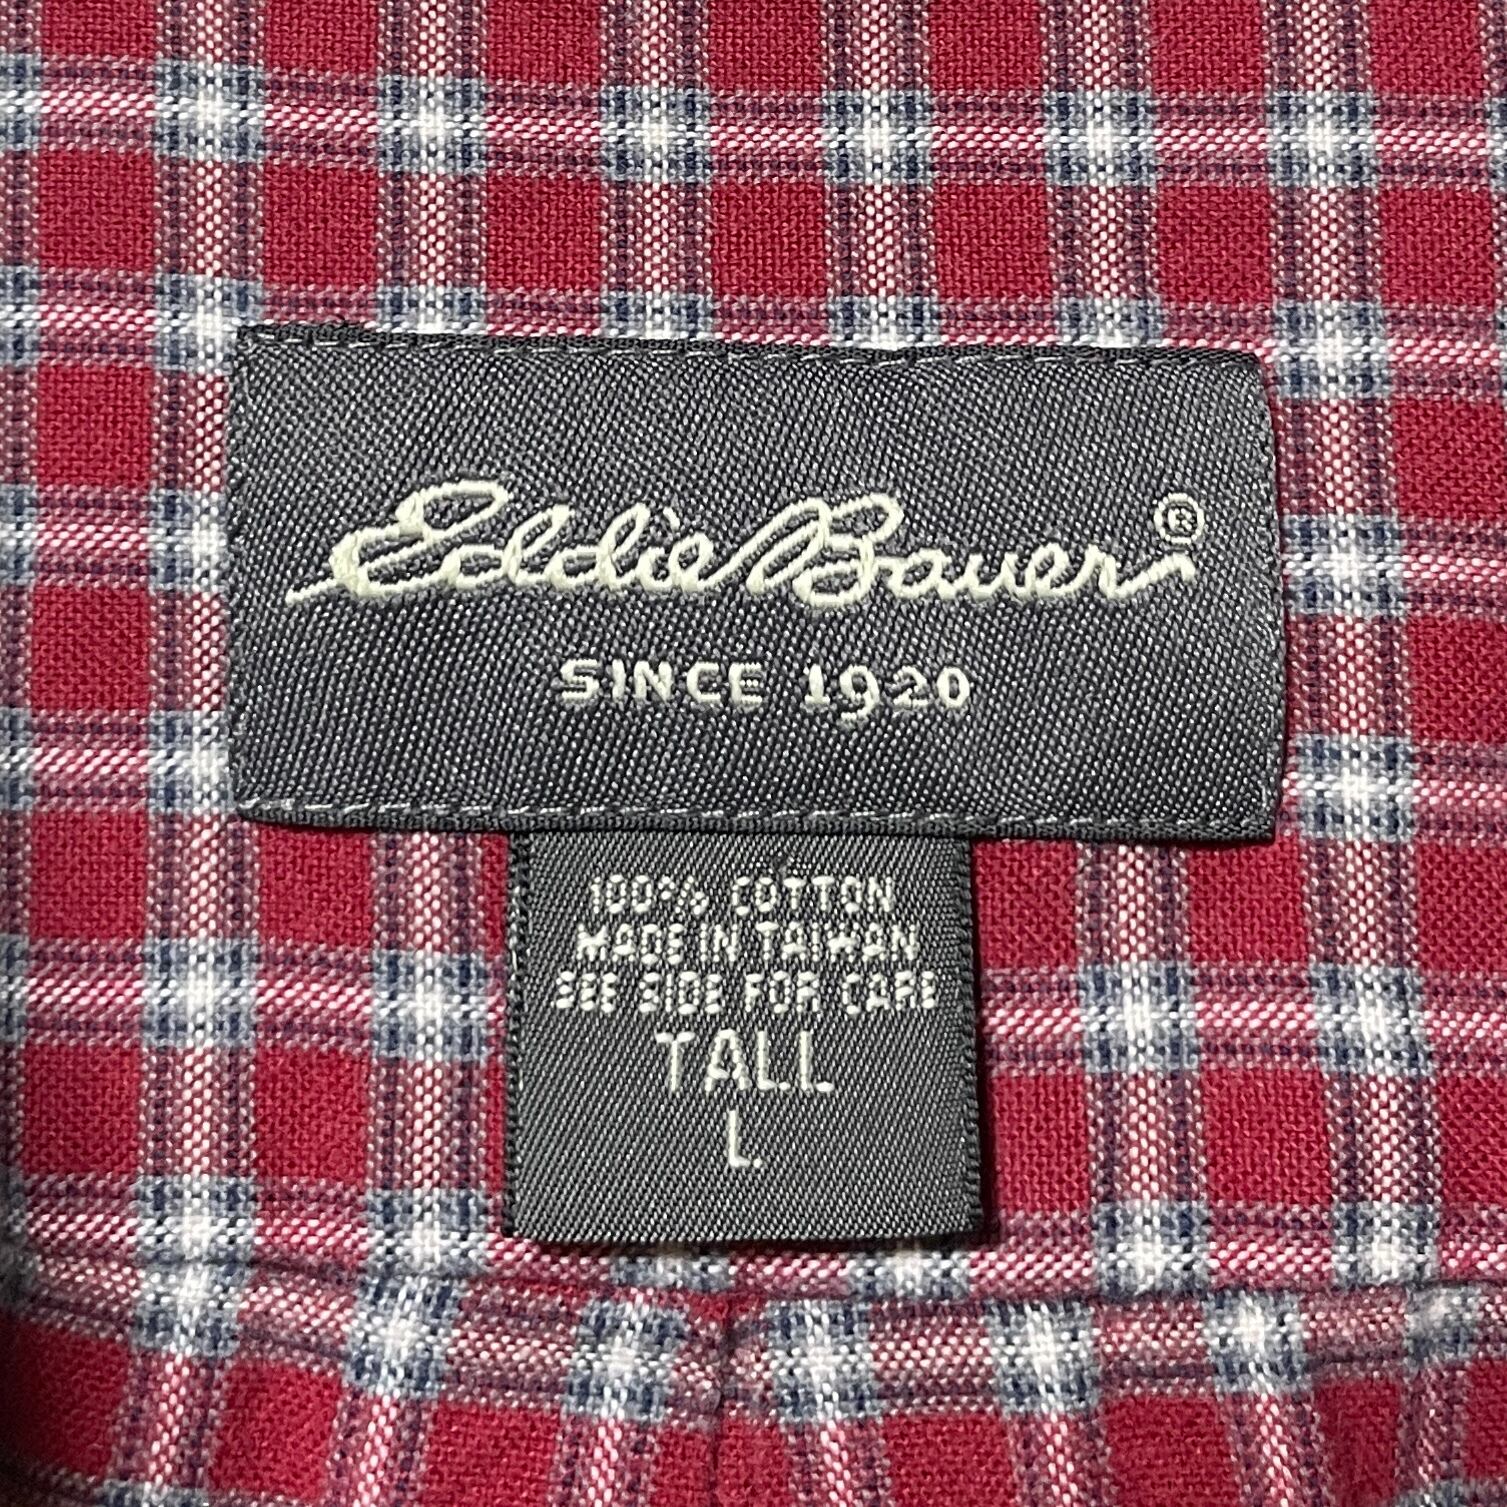 Eddie Bauer®
SINCE 1920
100% COTTON
MADE IN TAIWAN
SEE SIDE FOR CARE
TALL
L